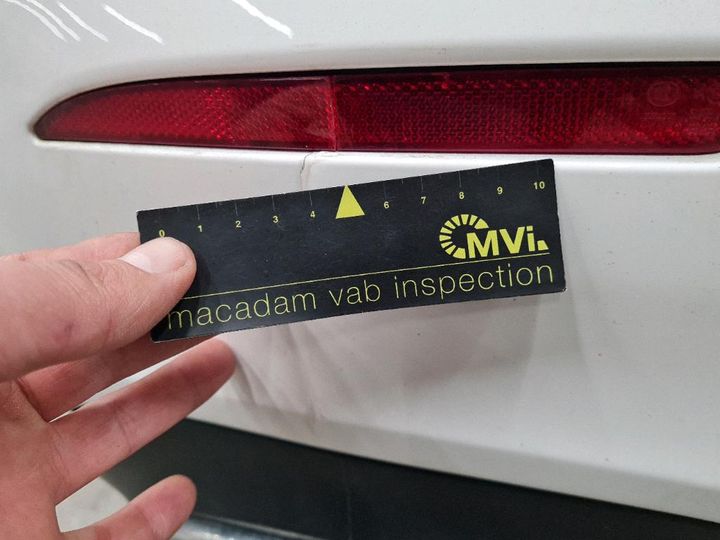 0 1 2 3 4 6 7 8 9 10
MVi.
macadam vab inspection